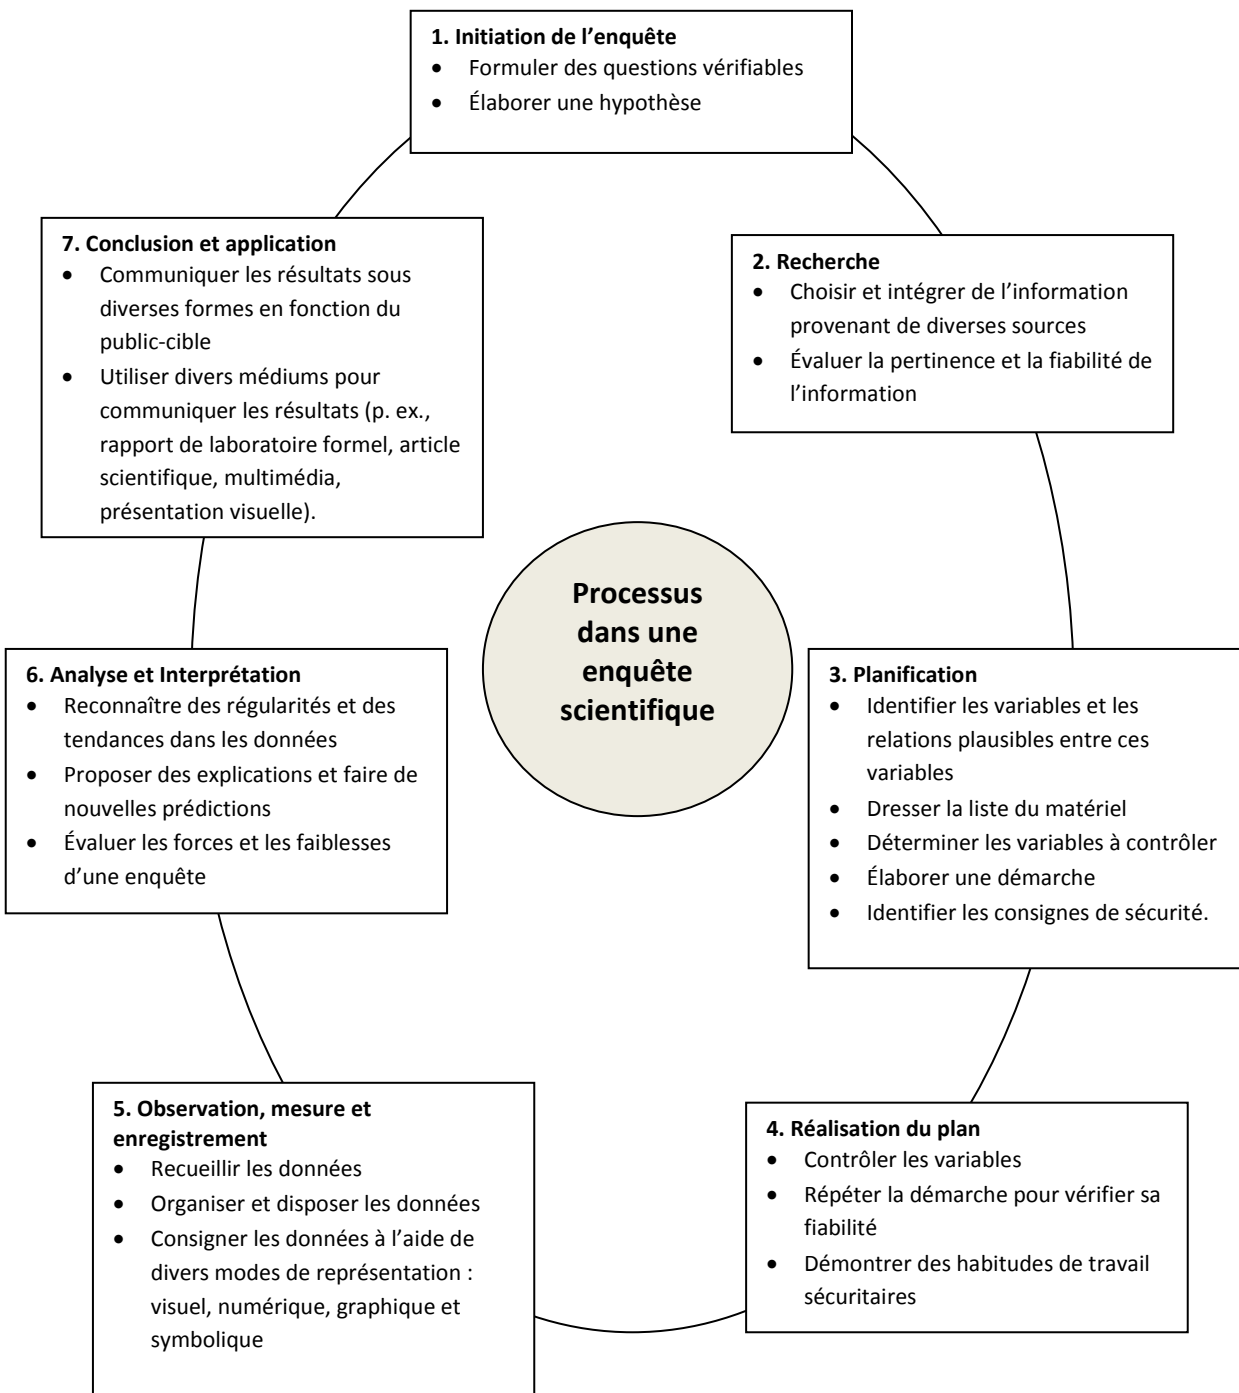 1. Initiation de l’enquête
• Formuler des questions vérifiables
• Élaborer une hypothèse
2. Recherche
• Choisir et intégrer de l’information
provenant de diverses sources
• Évaluer la pertinence et la fiabilité de
l’information
3. Planification
• Identifier les variables et les
relations plausibles entre ces
variables
• Dresser la liste du matériel
• Déterminer les variables à contrôler
• Élaborer une démarche
• Identifier les consignes de sécurité.
4. Réalisation du plan
• Contrôler les variables
• Répéter la démarche pour vérifier sa
fiabilité
• Démontrer des habitudes de travail
sécuritaires
5. Observation, mesure et
enregistrement
• Recueillir les données
• Organiser et disposer les données
• Consigner les données à l’aide de
divers modes de représentation :
visuel, numérique, graphique et
symbolique
6. Analyse et Interprétation
• Reconnaître des régularités et des
tendances dans les données
• Proposer des explications et faire de
nouvelles prédictions
• Évaluer les forces et les faiblesses
d’une enquête
7. Conclusion et application
• Communiquer les résultats sous
diverses formes en fonction du
public-cible
• Utiliser divers médiums pour
communiquer les résultats (p. ex.,
rapport de laboratoire formel, article
scientifique, multimédia,
présentation visuelle).
Processus
dans une
enquête
scientifique